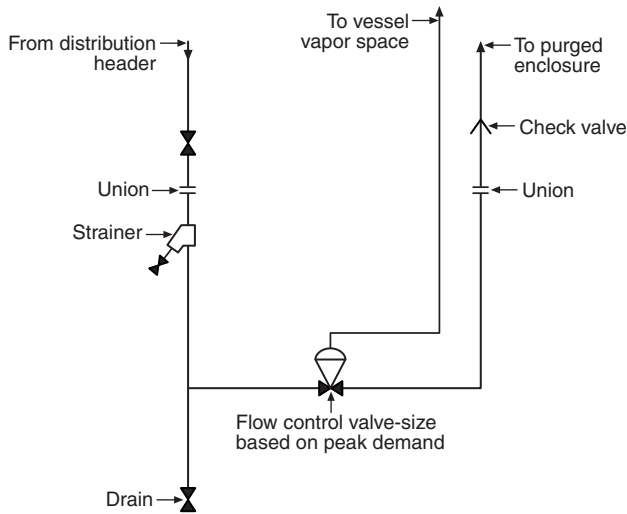 From distribution
header
To vessel
vapor space
To purged
enclosure
Check valve
Union
Union
Strainer
Flow control valve-size
based on peak demand
Drain